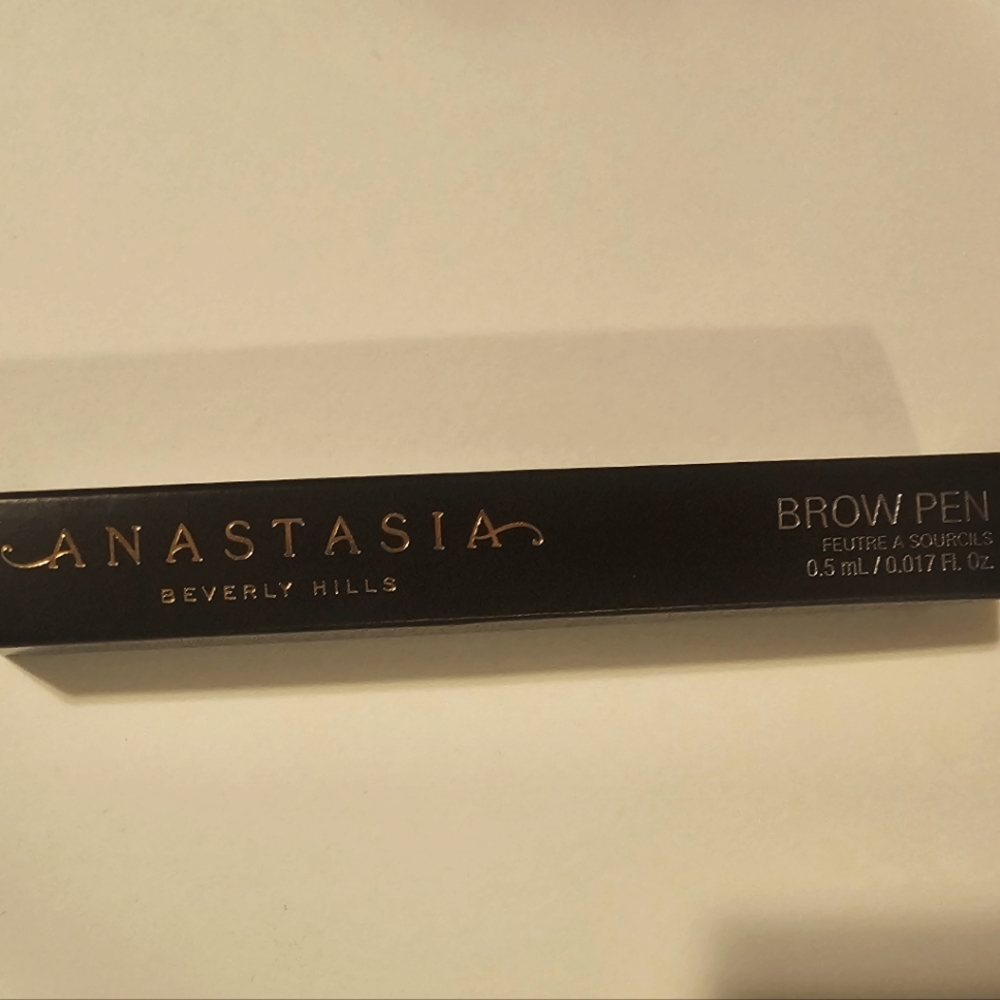 ANASTASIA
BEVERLY HILLS
BROW PEN
FEUTRE A SOURCILS
0.5 mL / 0.017 Fl. Oz.